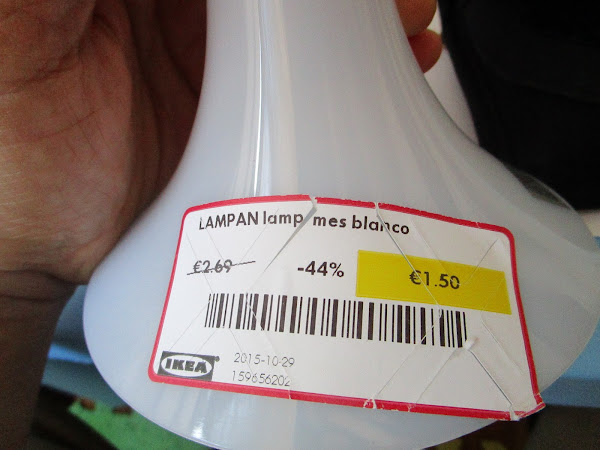 LAMPAN lamp mes blanco
€2.69 -44% €1.50
IKEA 2015-10-29
159656202